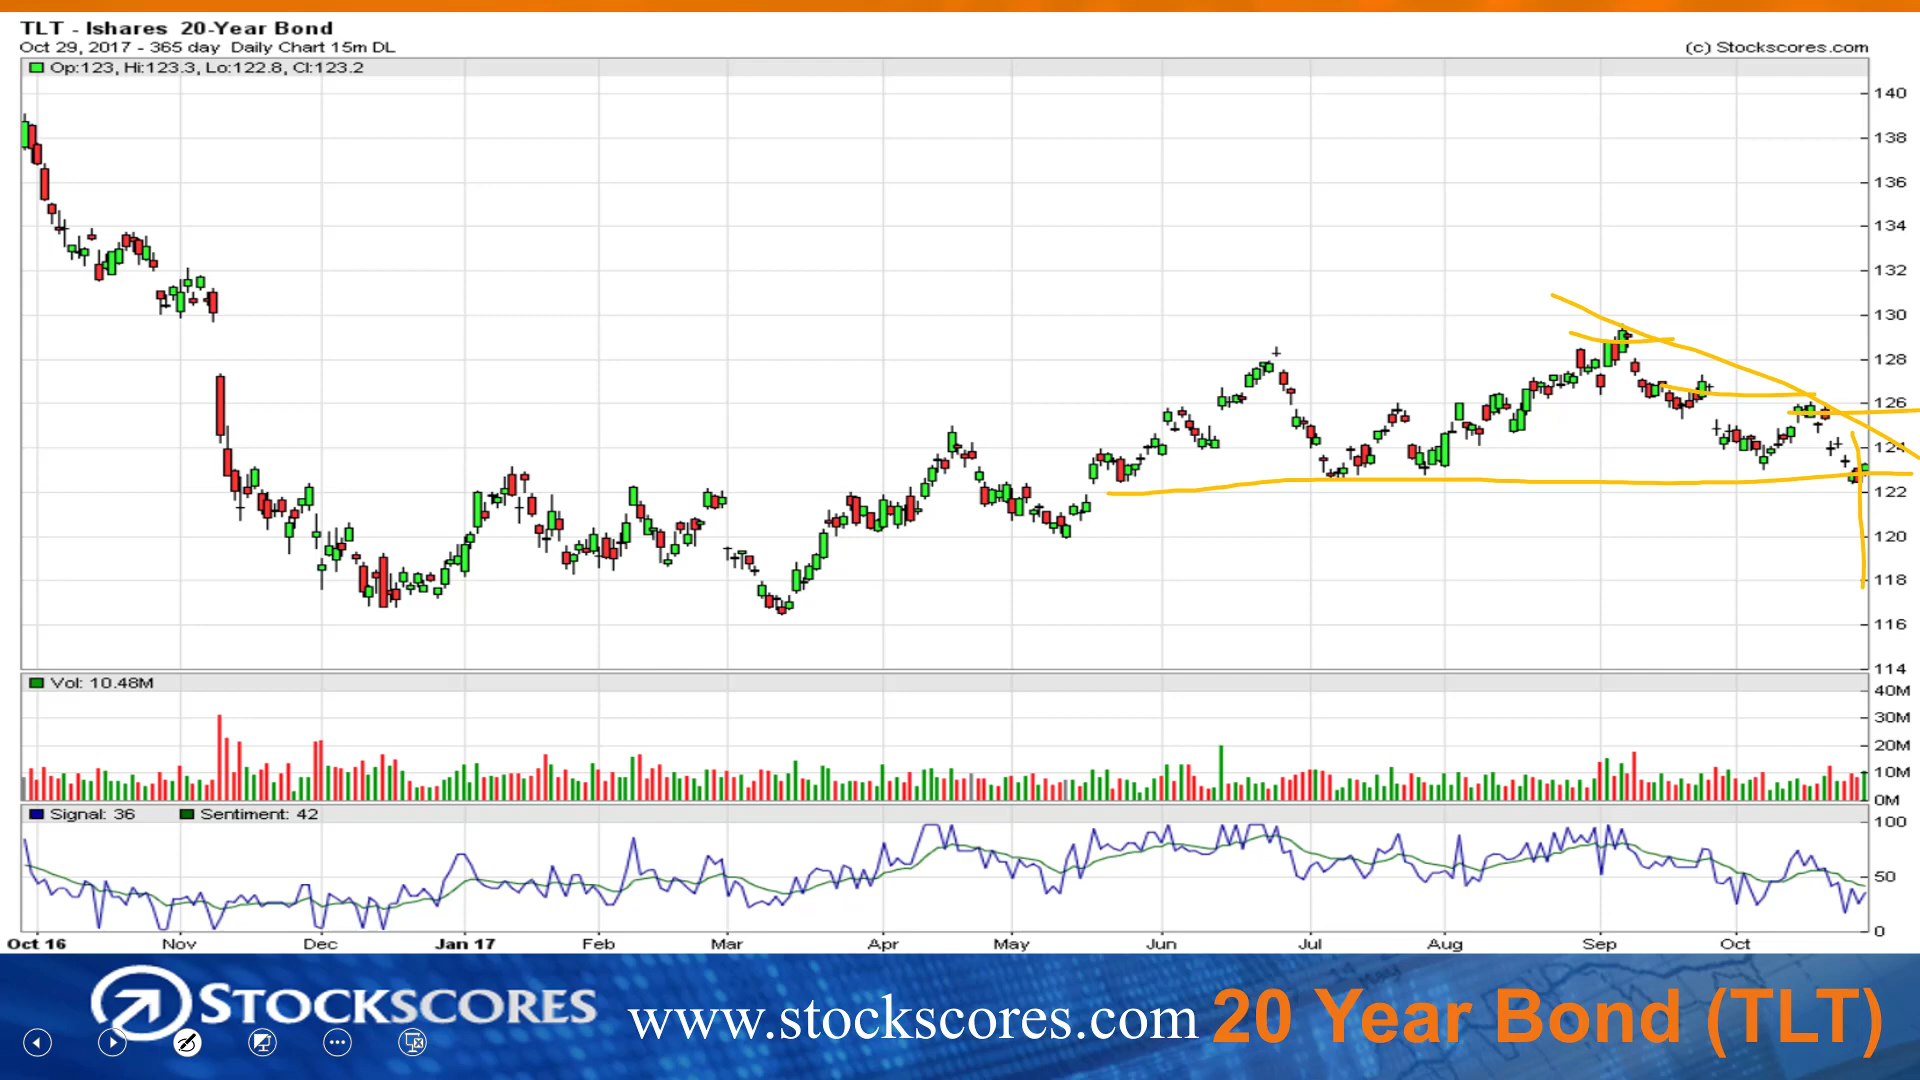 TLT - Ishares 20-Year Bond
Oct 29, 2017 - 365 day Daily Chart 15m DL
(c) Stockscores.com
Op:123, Hi:123.3, Lo:122.8, Cl:123.2
140
138
136
134
132
130
128
126
124
122
120
118
116
114
Vol: 10.48M
40M
30M
20M
10M
0M
Signal: 36 Sentiment: 42
100
50
0
Oct 16 Nov Dec Jan 17 Feb Mar Apr May Jun Jul Aug Sep Oct
STOCKSCORES www.stockscores.com 20 Year Bond (TLT)